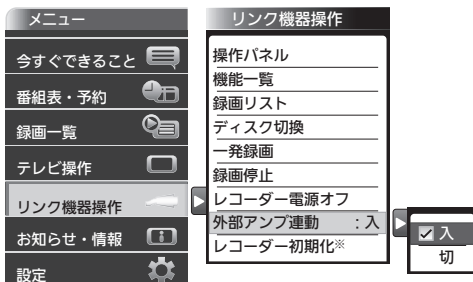 メニュー
今すぐできること
番組表・予約
録画一覧
テレビ操作
リンク機器操作
お知らせ・情報
設定
リンク機器操作
操作パネル
機能一覧
録画リスト
ディスク切換
一発録画
録画停止
レコーダー電源オフ
外部アンプ連動 :入
レコーダー初期化※
入
切